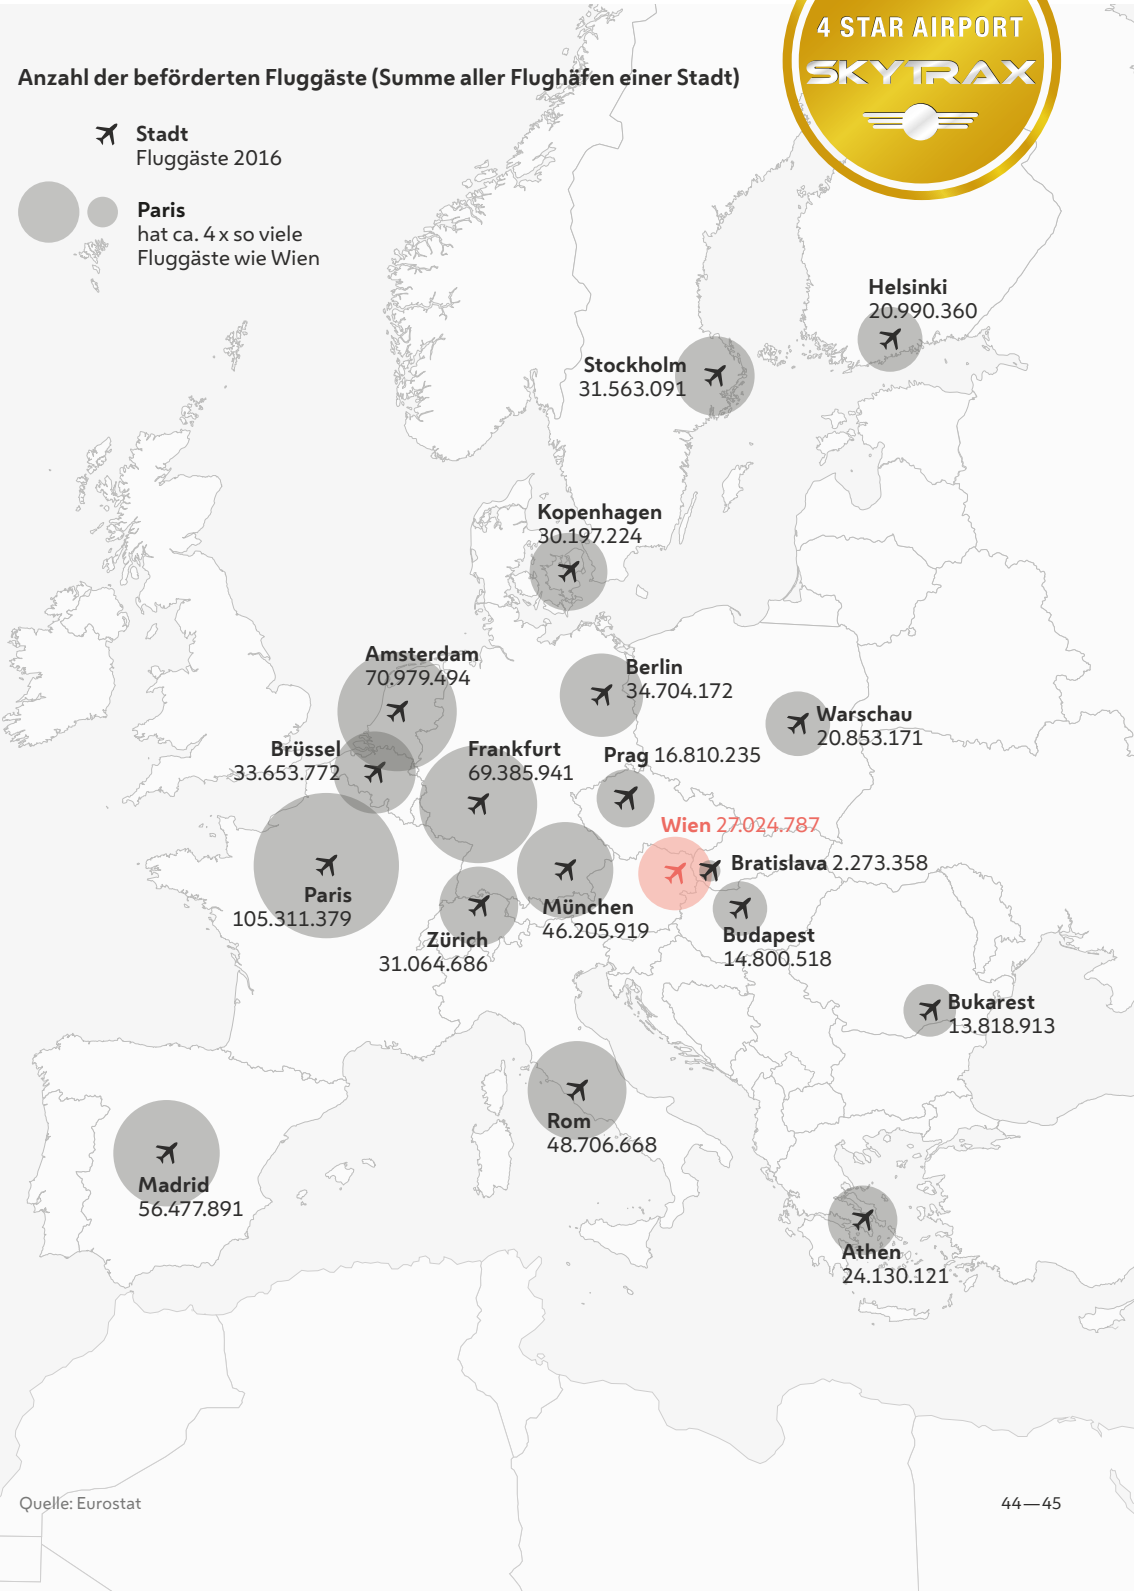 4 STAR AIRPORT
SKYTRAX
Anzahl der beförderten Fluggäste (Summe aller Flughäfen einer Stadt)
Stadt
Fluggäste 2016
Paris
hat ca. 4 x so viele
Fluggäste wie Wien
Helsinki
20.990.360
Stockholm
31.563.091
Kopenhagen
30.197.224
Amsterdam
70.979.494
Berlin
34.704.172
Warschau
20.853.171
Brüssel
33.653.772
Frankfurt
69.385.941
Prag 16.810.235
Wien 27.024.787
Bratislava 2.273.358
Paris
105.311.379
München
46.205.919
Zürich
31.064.686
Budapest
14.800.518
Bukarest
13.818.913
Rom
48.706.668
Madrid
56.477.891
Athen
24.130.121
Quelle: Eurostat
44—45